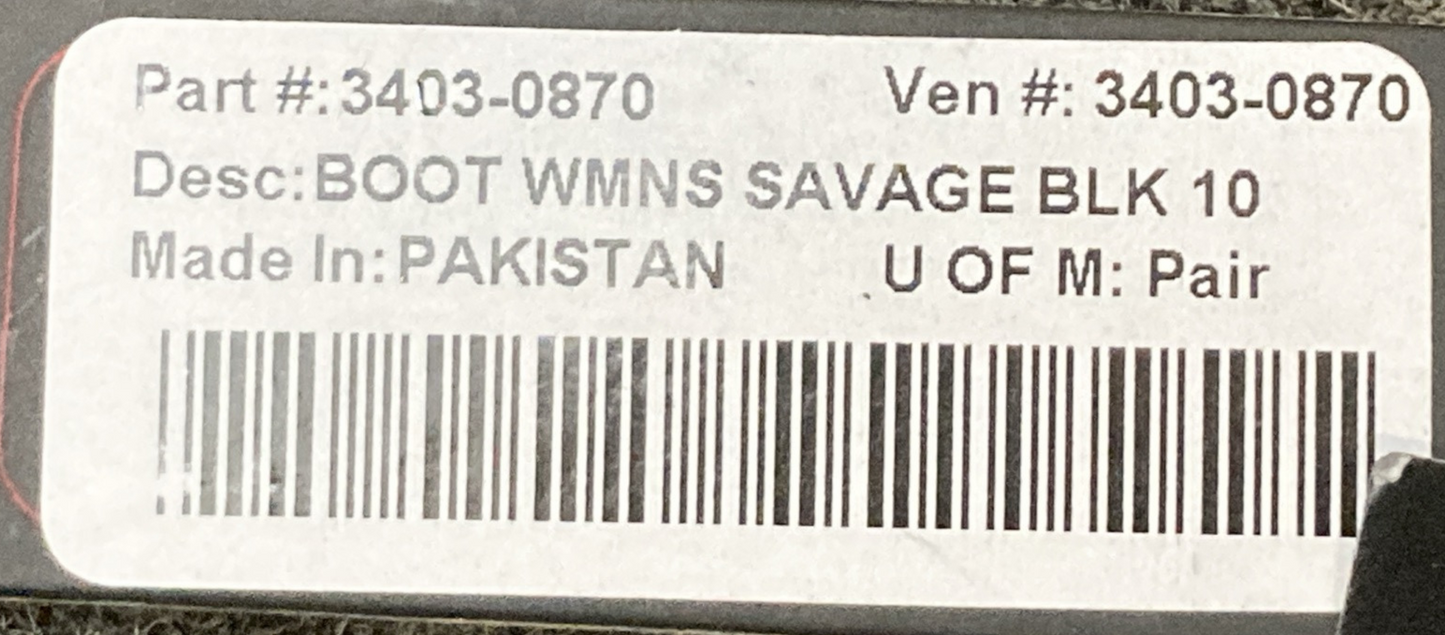 Part #:3403-0870 Ven #: 3403-0870
Desc:BOOT WMNS SAVAGE BLK 10
Made In:PAKISTAN U OF M: Pair